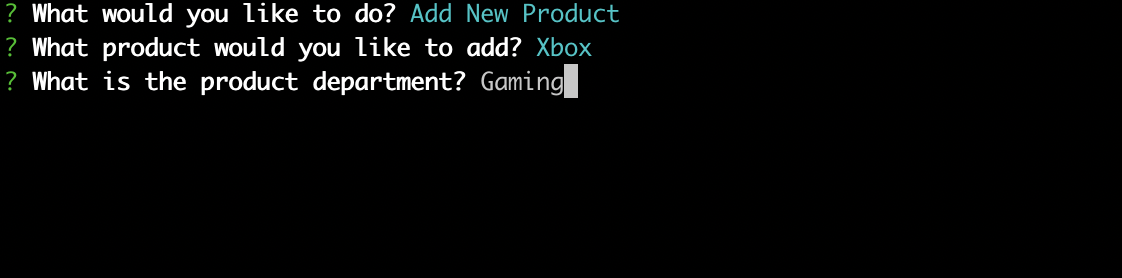 ? What would you like to do? Add New Product
? What product would you like to add? Xbox
? What is the product department? Gaming